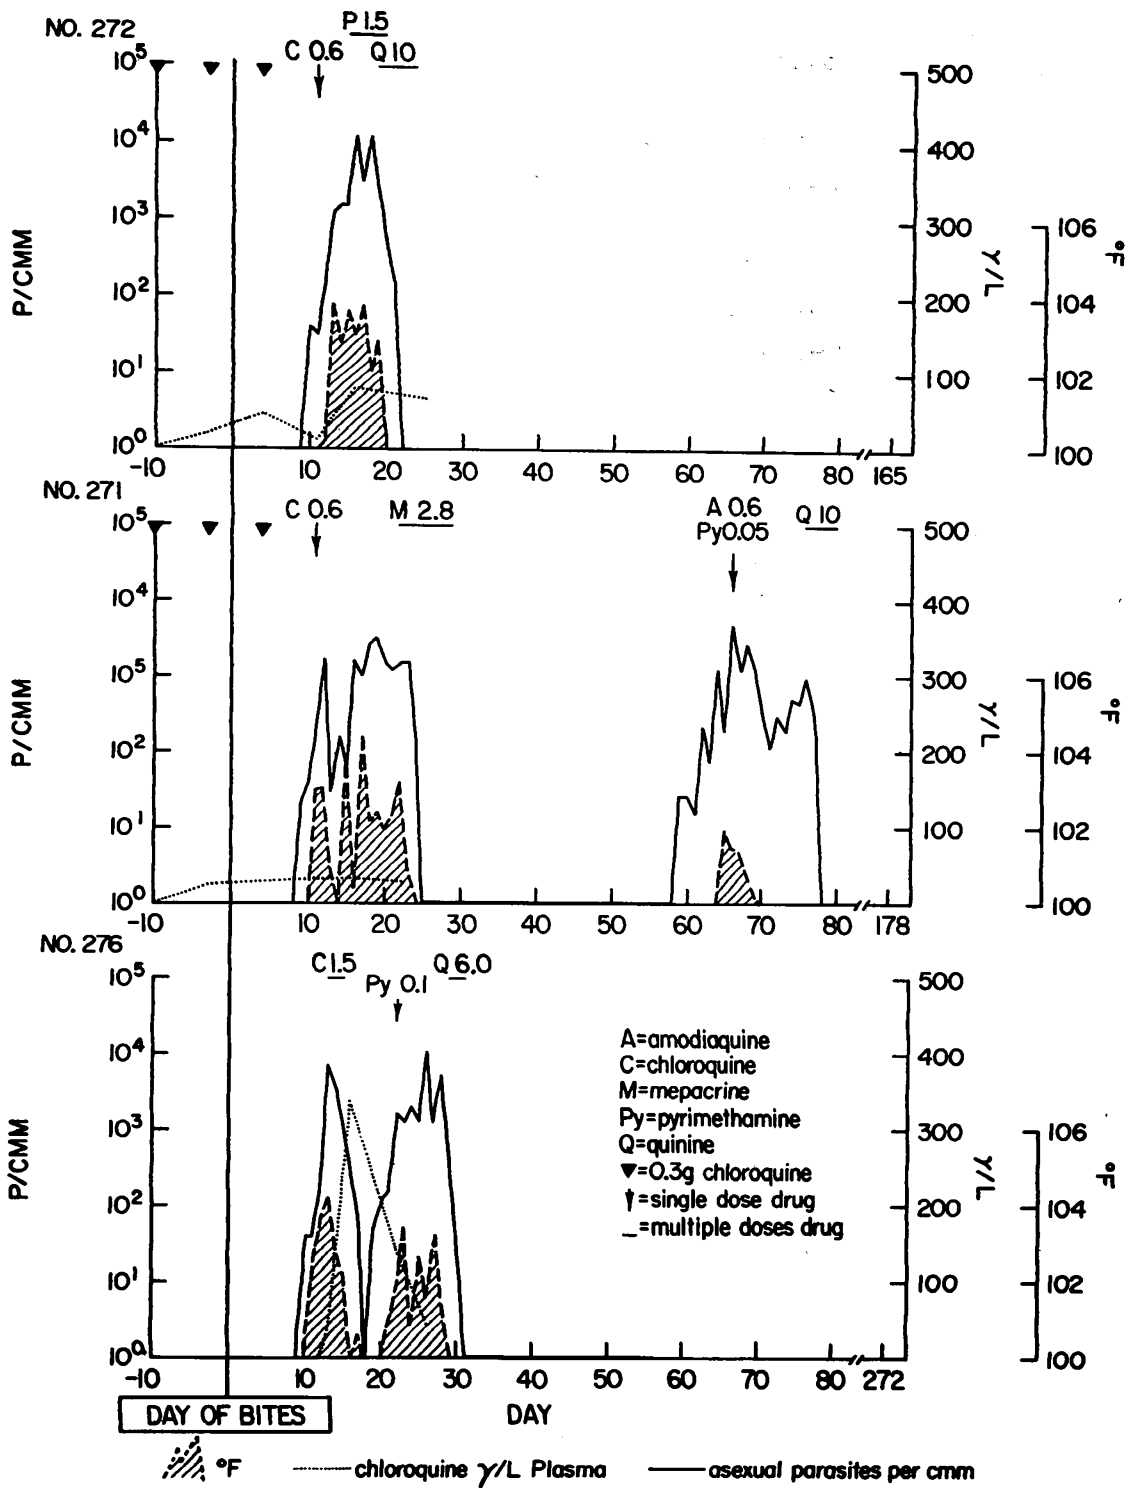 NO. 272
P 1.5
C 0.6 Q 10
10⁵ 500
10⁴ 400
10³ 300 106
10² 200 104
10¹ 100 102
10⁰ 100
P/CMM γ/L °F
-10 10 20 30 40 50 60 70 80 165
NO. 271
C 0.6 M 2.8 A 0.6 Q 10
Py 0.05
10⁵ 500
10⁴ 400
10⁵ 300 106
10² 200 104
10¹ 100 102
10⁰ 100
P/CMM γ/L °F
-10 10 20 30 40 50 60 70 80 178
NO. 276
C 1.5 Q 6.0
Py 0.1
10⁵ 500
10⁴ 400
10³ 300 106
10² 200 104
10¹ 100 102
10⁰ 100
P/CMM γ/L °F
A=amodiaquine
C=chloroquine
M=mepacrine
Py=pyrimethamine
Q=quinine
▼=0.3g chloroquine
↓=single dose drug
_=multiple doses drug
-10 10 20 30 40 50 60 70 80 272
DAY OF BITES DAY
°F chloroquine γ/L Plasma asexual parasites per cmm